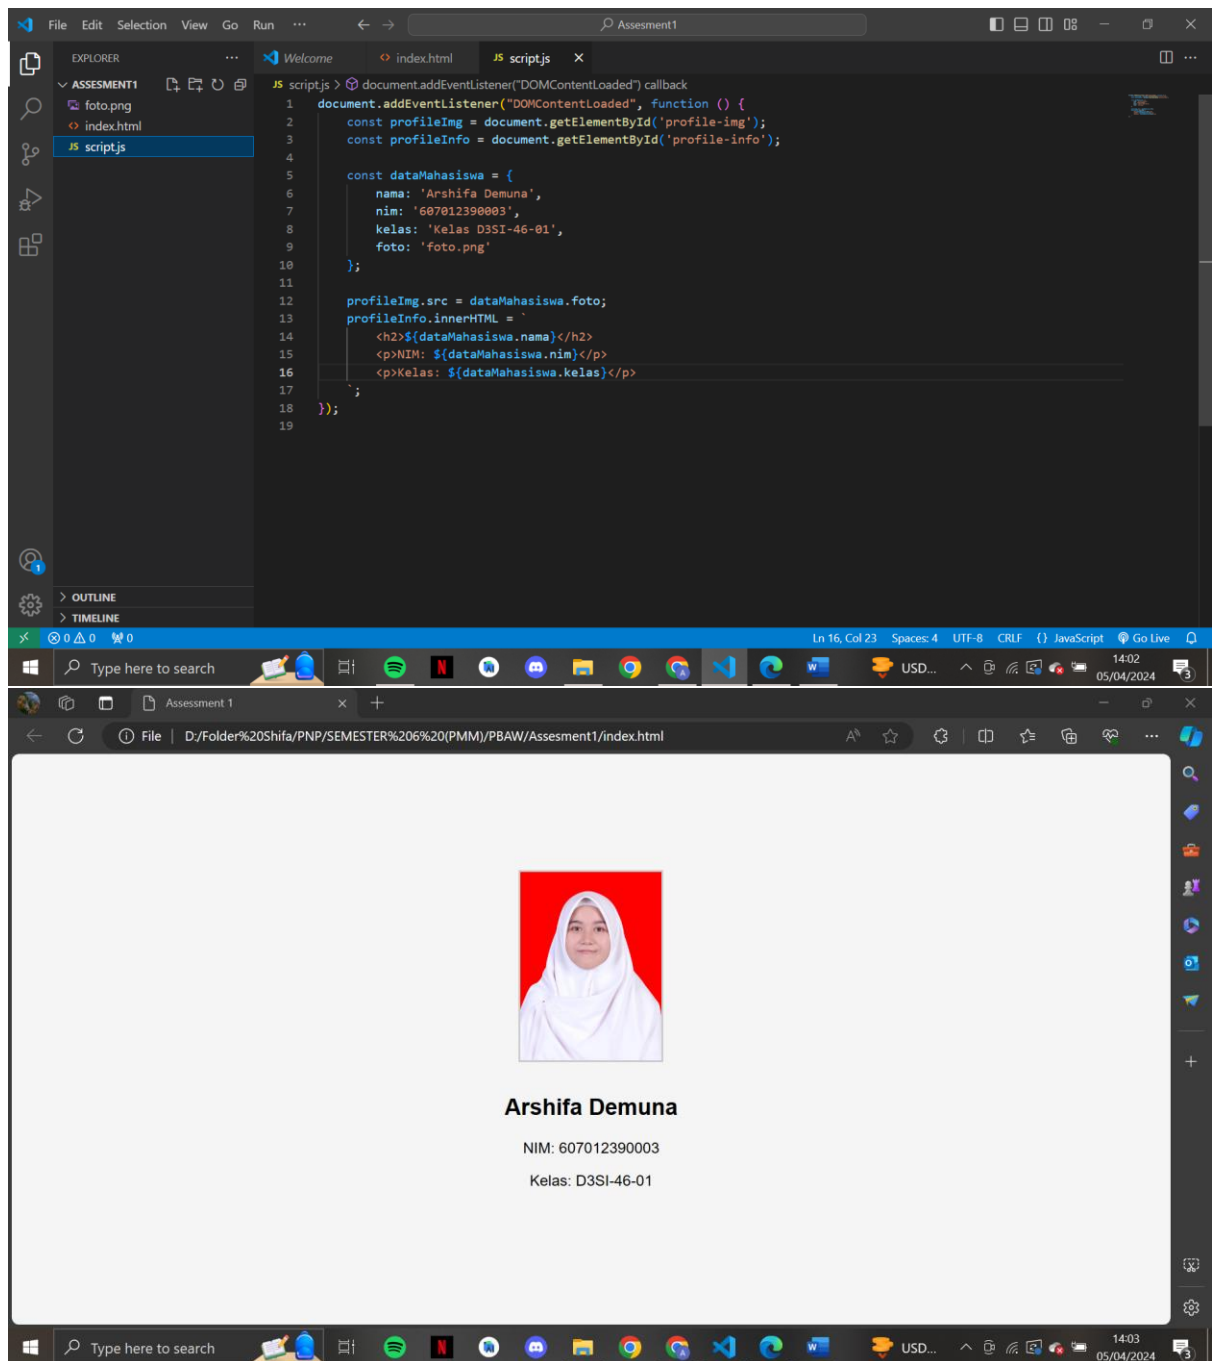 File Edit Selection View Go Run ··· Assesment1
EXPLORER ··· Welcome index.html JS script.js
ASSESMENT1
foto.png
index.html
JS script.js
JS script.js > document.addEventListener("DOMContentLoaded") callback
1 document.addEventListener("DOMContentLoaded", function () {
2 const profileImg = document.getElementById('profile-img');
3 const profileInfo = document.getElementById('profile-info');
4
5 const dataMahasiswa = {
6 nama: 'Arshifa Demuna',
7 nim: '607012390003',
8 kelas: 'Kelas D3SI-46-01',
9 foto: 'foto.png'
10 };
11
12 profileImg.src = dataMahasiswa.foto;
13 profileInfo.innerHTML = `
14 <h2>${dataMahasiswa.nama}</h2>
15 <p>NIM: ${dataMahasiswa.nim}</p>
16 <p>Kelas: ${dataMahasiswa.kelas}</p>
17 `;
18 });
19
1
OUTLINE
TIMELINE
0 0 0 Ln 16, Col 23 Spaces: 4 UTF-8 CRLF {} JavaScript Go Live
Type here to search USD... 14:02
05/04/2024 3
Assessment 1
File | D:/Folder%20Shifa/PNP/SEMESTER%206%20(PMM)/PBAW/Assesment1/index.html
Arshifa Demuna
NIM: 607012390003
Kelas: D3SI-46-01
Type here to search USD... 14:03
05/04/2024 3